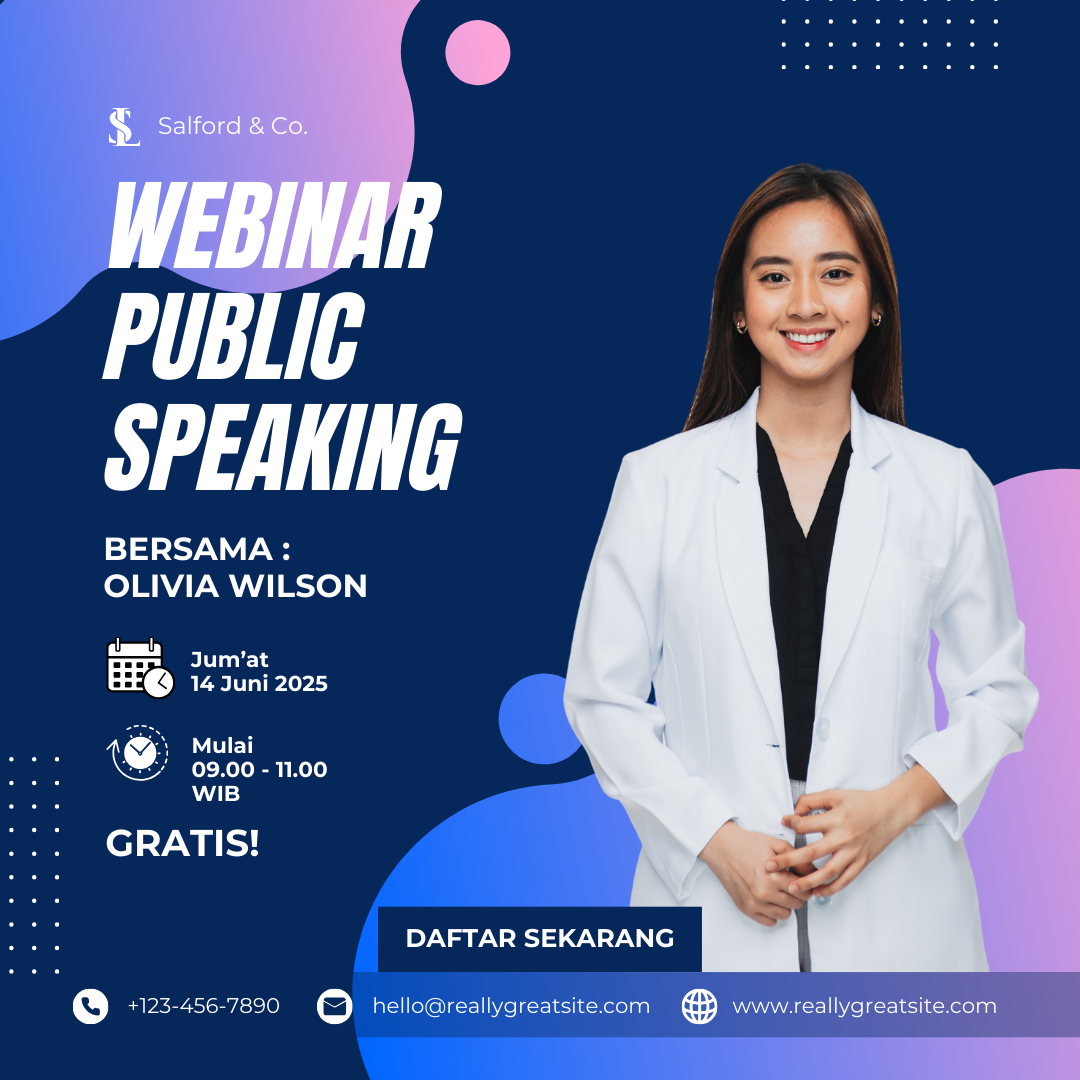 Salford & Co.
WEBINAR
PUBLIC
SPEAKING
BERSAMA :
OLIVIA WILSON
Jum’at
14 Juni 2025
Mulai
09.00 - 11.00
WIB
GRATIS!
DAFTAR SEKARANG
+123-456-7890
hello@reallygreatsite.com
www.reallygreatsite.com